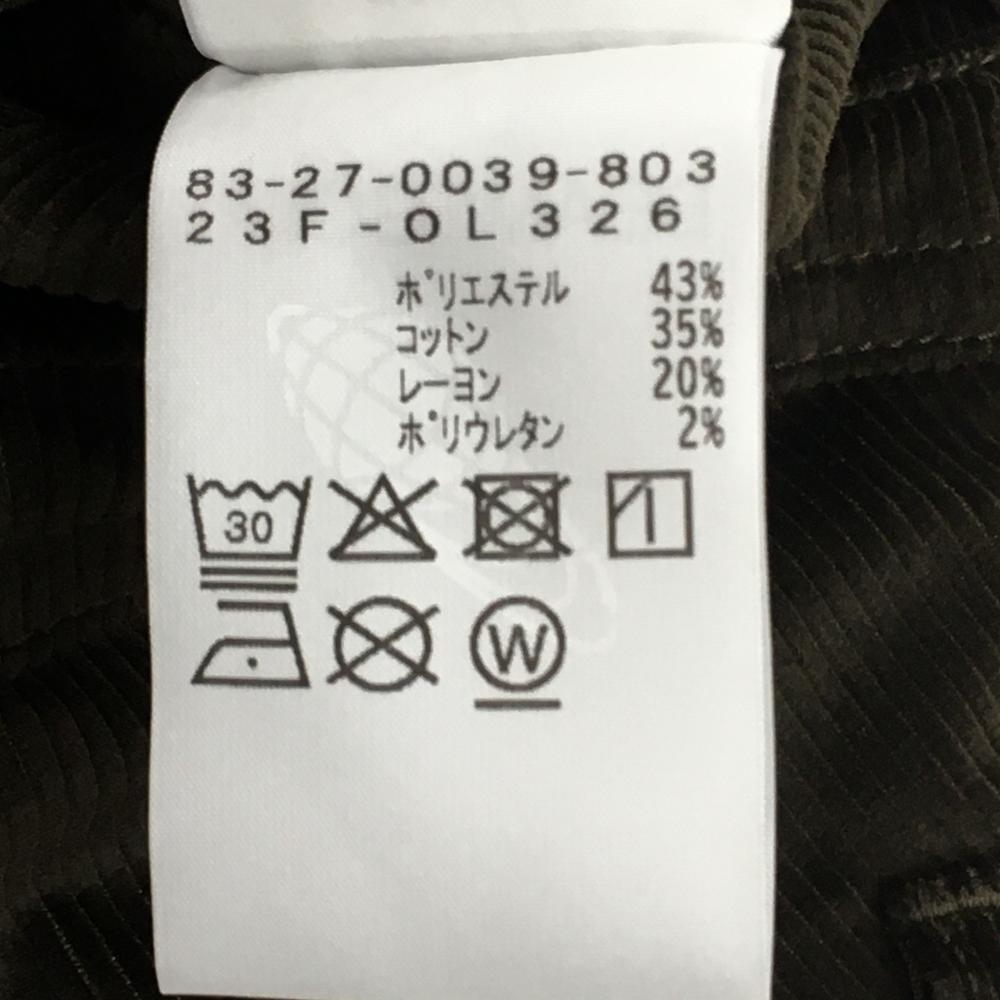 83-27-0039-803
23F-OL326
ポリエステル 43%
コットン 35%
レーヨン 20%
ポリウレタン 2%
30
W